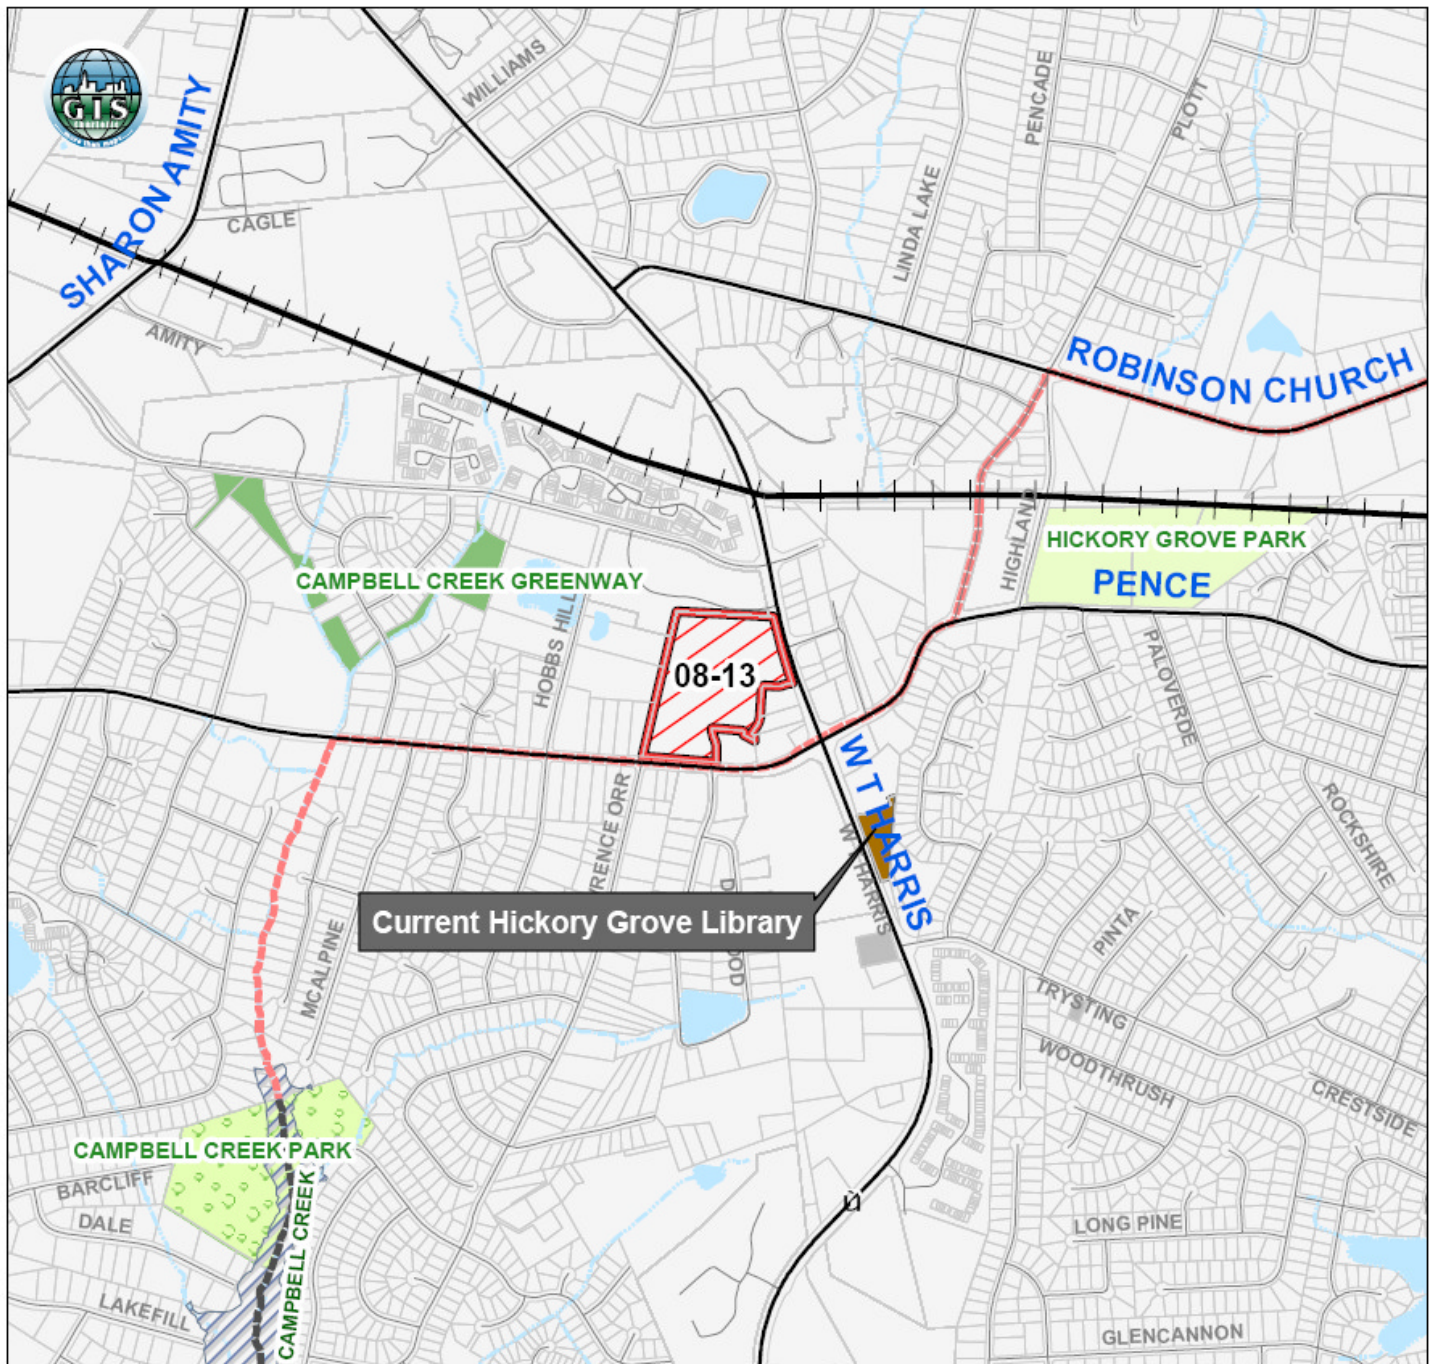 WILLIAMS
PENCADE
PLOTT
GIS
SHARON AMITY
CAGLE
LINDA LAKE
AMITY
ROBINSON CHURCH
HIGHLAND
HICKORY GROVE PARK
PENCE
CAMPBELL CREEK GREENWAY
HOBBS HILL
08-13
PALOVERDE
W T HARRIS
ROCKSHIRE
W T HARRIS
Current Hickory Grove Library
MCALPINE
PINTA
TRYSTING
WOODTHRUSH
CRESTSIDE
CAMPBELL CREEK PARK
BARCLIFF
DALE
CAMPBELL CREEK
LONG PINE
LAKEFILL
GLENCANNON